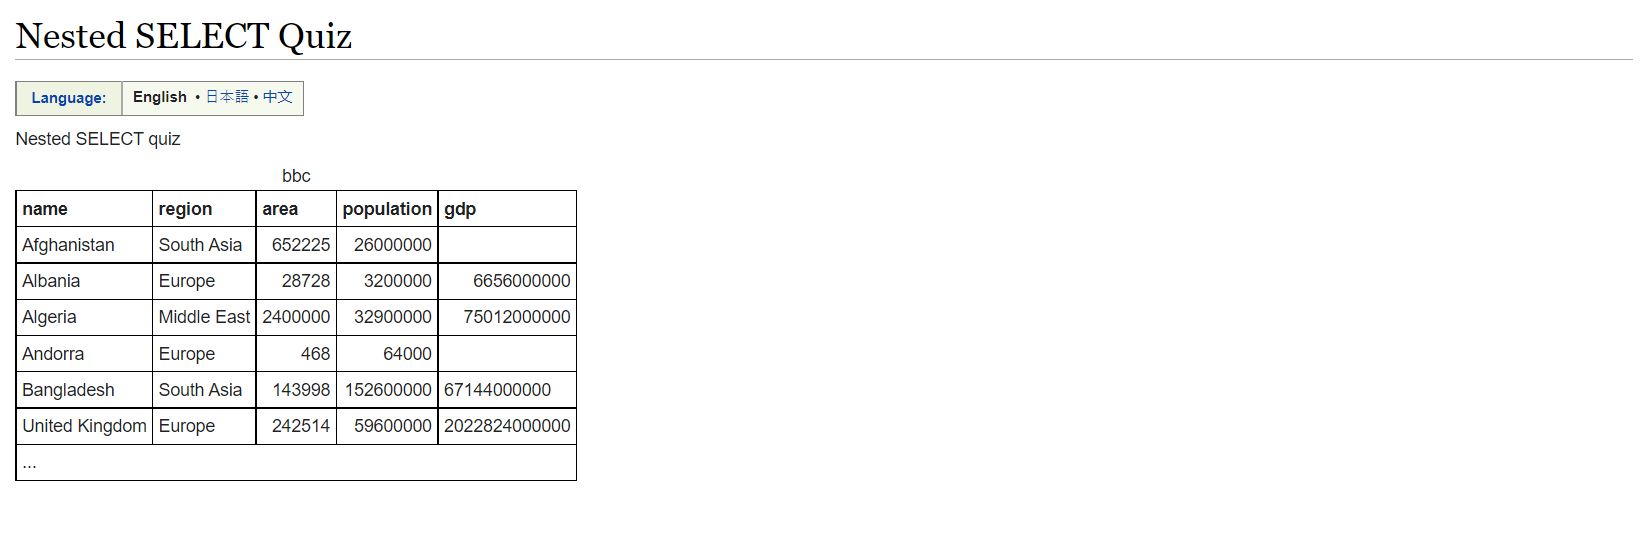 Nested SELECT Quiz
Language: English • 日本語 • 中文
Nested SELECT quiz
bbc
name region area population gdp
Afghanistan South Asia 652225 26000000
Albania Europe 28728 3200000 6656000000
Algeria Middle East 2400000 32900000 75012000000
Andorra Europe 468 64000
Bangladesh South Asia 143998 152600000 67144000000
United Kingdom Europe 242514 59600000 2022824000000
...